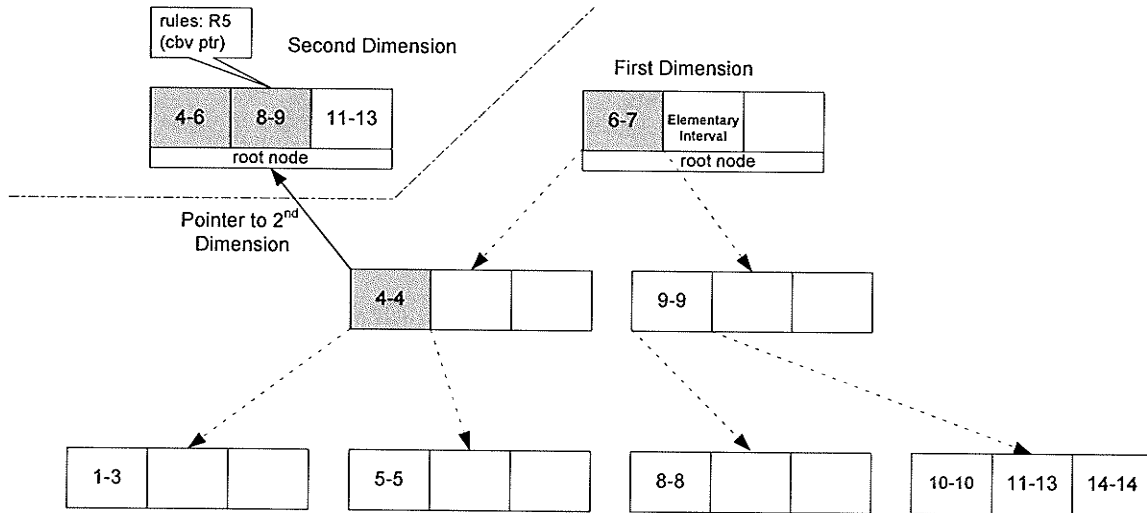 rules: R5
(cbv ptr)
Second Dimension
4-6 8-9 11-13
root node
First Dimension
6-7 Elementary
Interval
root node
Pointer to 2nd
Dimension
4-4
9-9
1-3
5-5
8-8
10-10 11-13 14-14